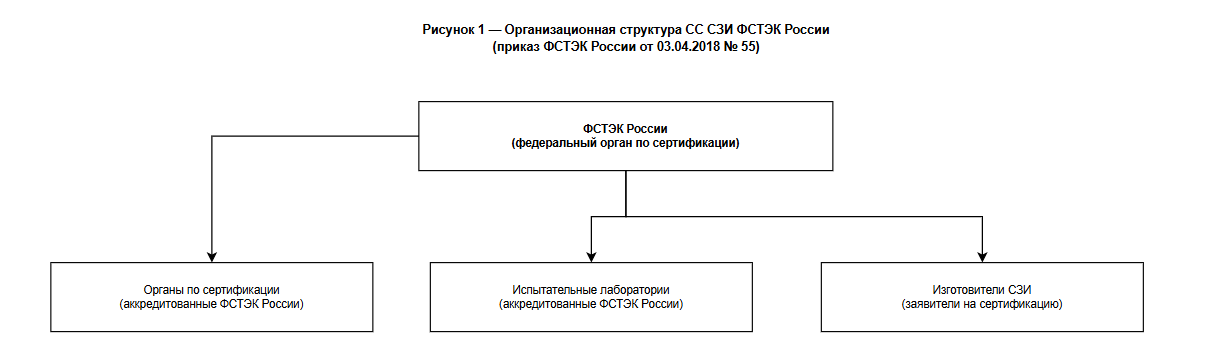 Рисунок 1 — Организационная структура СС СЗИ ФСТЭК России
(приказ ФСТЭК России от 03.04.2018 № 55)
ФСТЭК России
(федеральный орган по сертификации)
Органы по сертификации
(аккредитованные ФСТЭК России)
Испытательные лаборатории
(аккредитованные ФСТЭК России)
Изготовители СЗИ
(заявители на сертификацию)